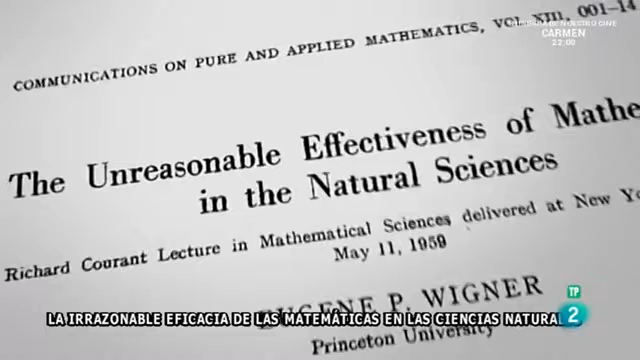 COMMUNICATIONS ON PURE AND APPLIED MATHEMATICS, VOL. XIII, 001-14
CARMEN
22:00
The Unreasonable Effectiveness of Mathe
in the Natural Sciences
Richard Courant Lecture in Mathematical Sciences delivered at New Yo
May 11, 1959
EUGENE P. WIGNER
Princeton University
LA IRRAZONABLE EFICACIA DE LAS MATEMÁTICAS EN LAS CIENCIAS NATURAL
TP
2